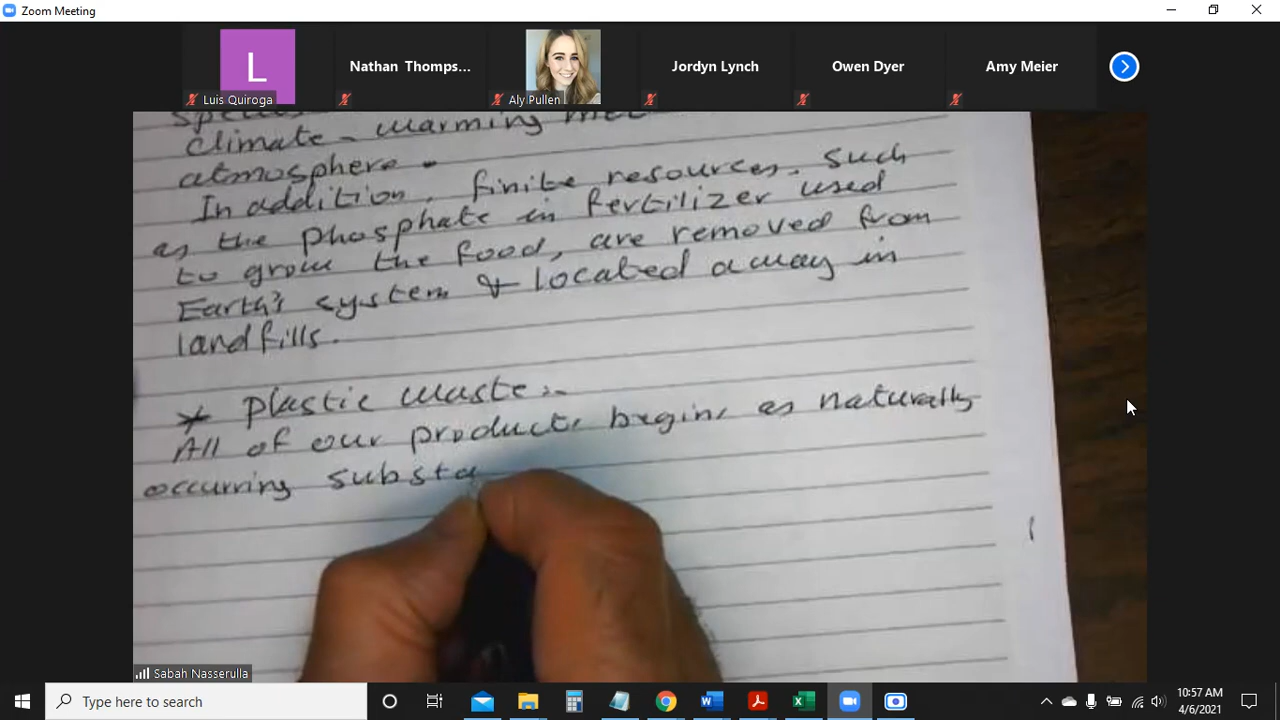 Zoom Meeting
L
Luis Quiroga
Nathan Thomps...
Aly Pullen
Jordyn Lynch
Owen Dyer
Amy Meier
climate - warming
atmosphere.
In addition, finite resources, such
as the phosphate in fertilizer used
to grow the food, are removed from
Earth's system & located away in
landfills.
* Plastic waste:-
All of our products begins as naturally
occurring substa
Sabah Nasserulla
Type here to search
10:57 AM
4/6/2021